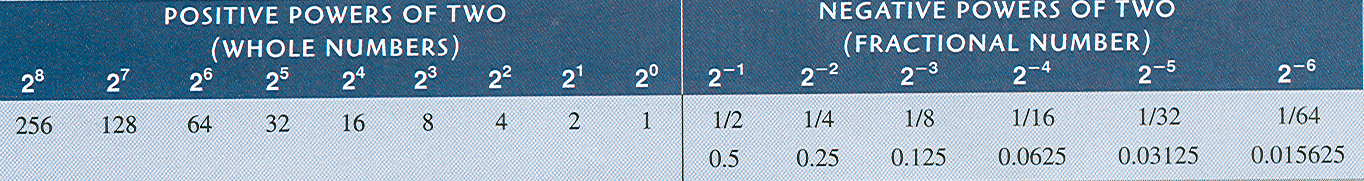 POSITIVE POWERS OF TWO
(WHOLE NUMBERS)
NEGATIVE POWERS OF TWO
(FRACTIONAL NUMBER)
2⁸ 2⁷ 2⁶ 2⁵ 2⁴ 2³ 2² 2¹ 2⁰ 2⁻¹ 2⁻² 2⁻³ 2⁻⁴ 2⁻⁵ 2⁻⁶
256 128 64 32 16 8 4 2 1 1/2 1/4 1/8 1/16 1/32 1/64
0.5 0.25 0.125 0.0625 0.03125 0.015625